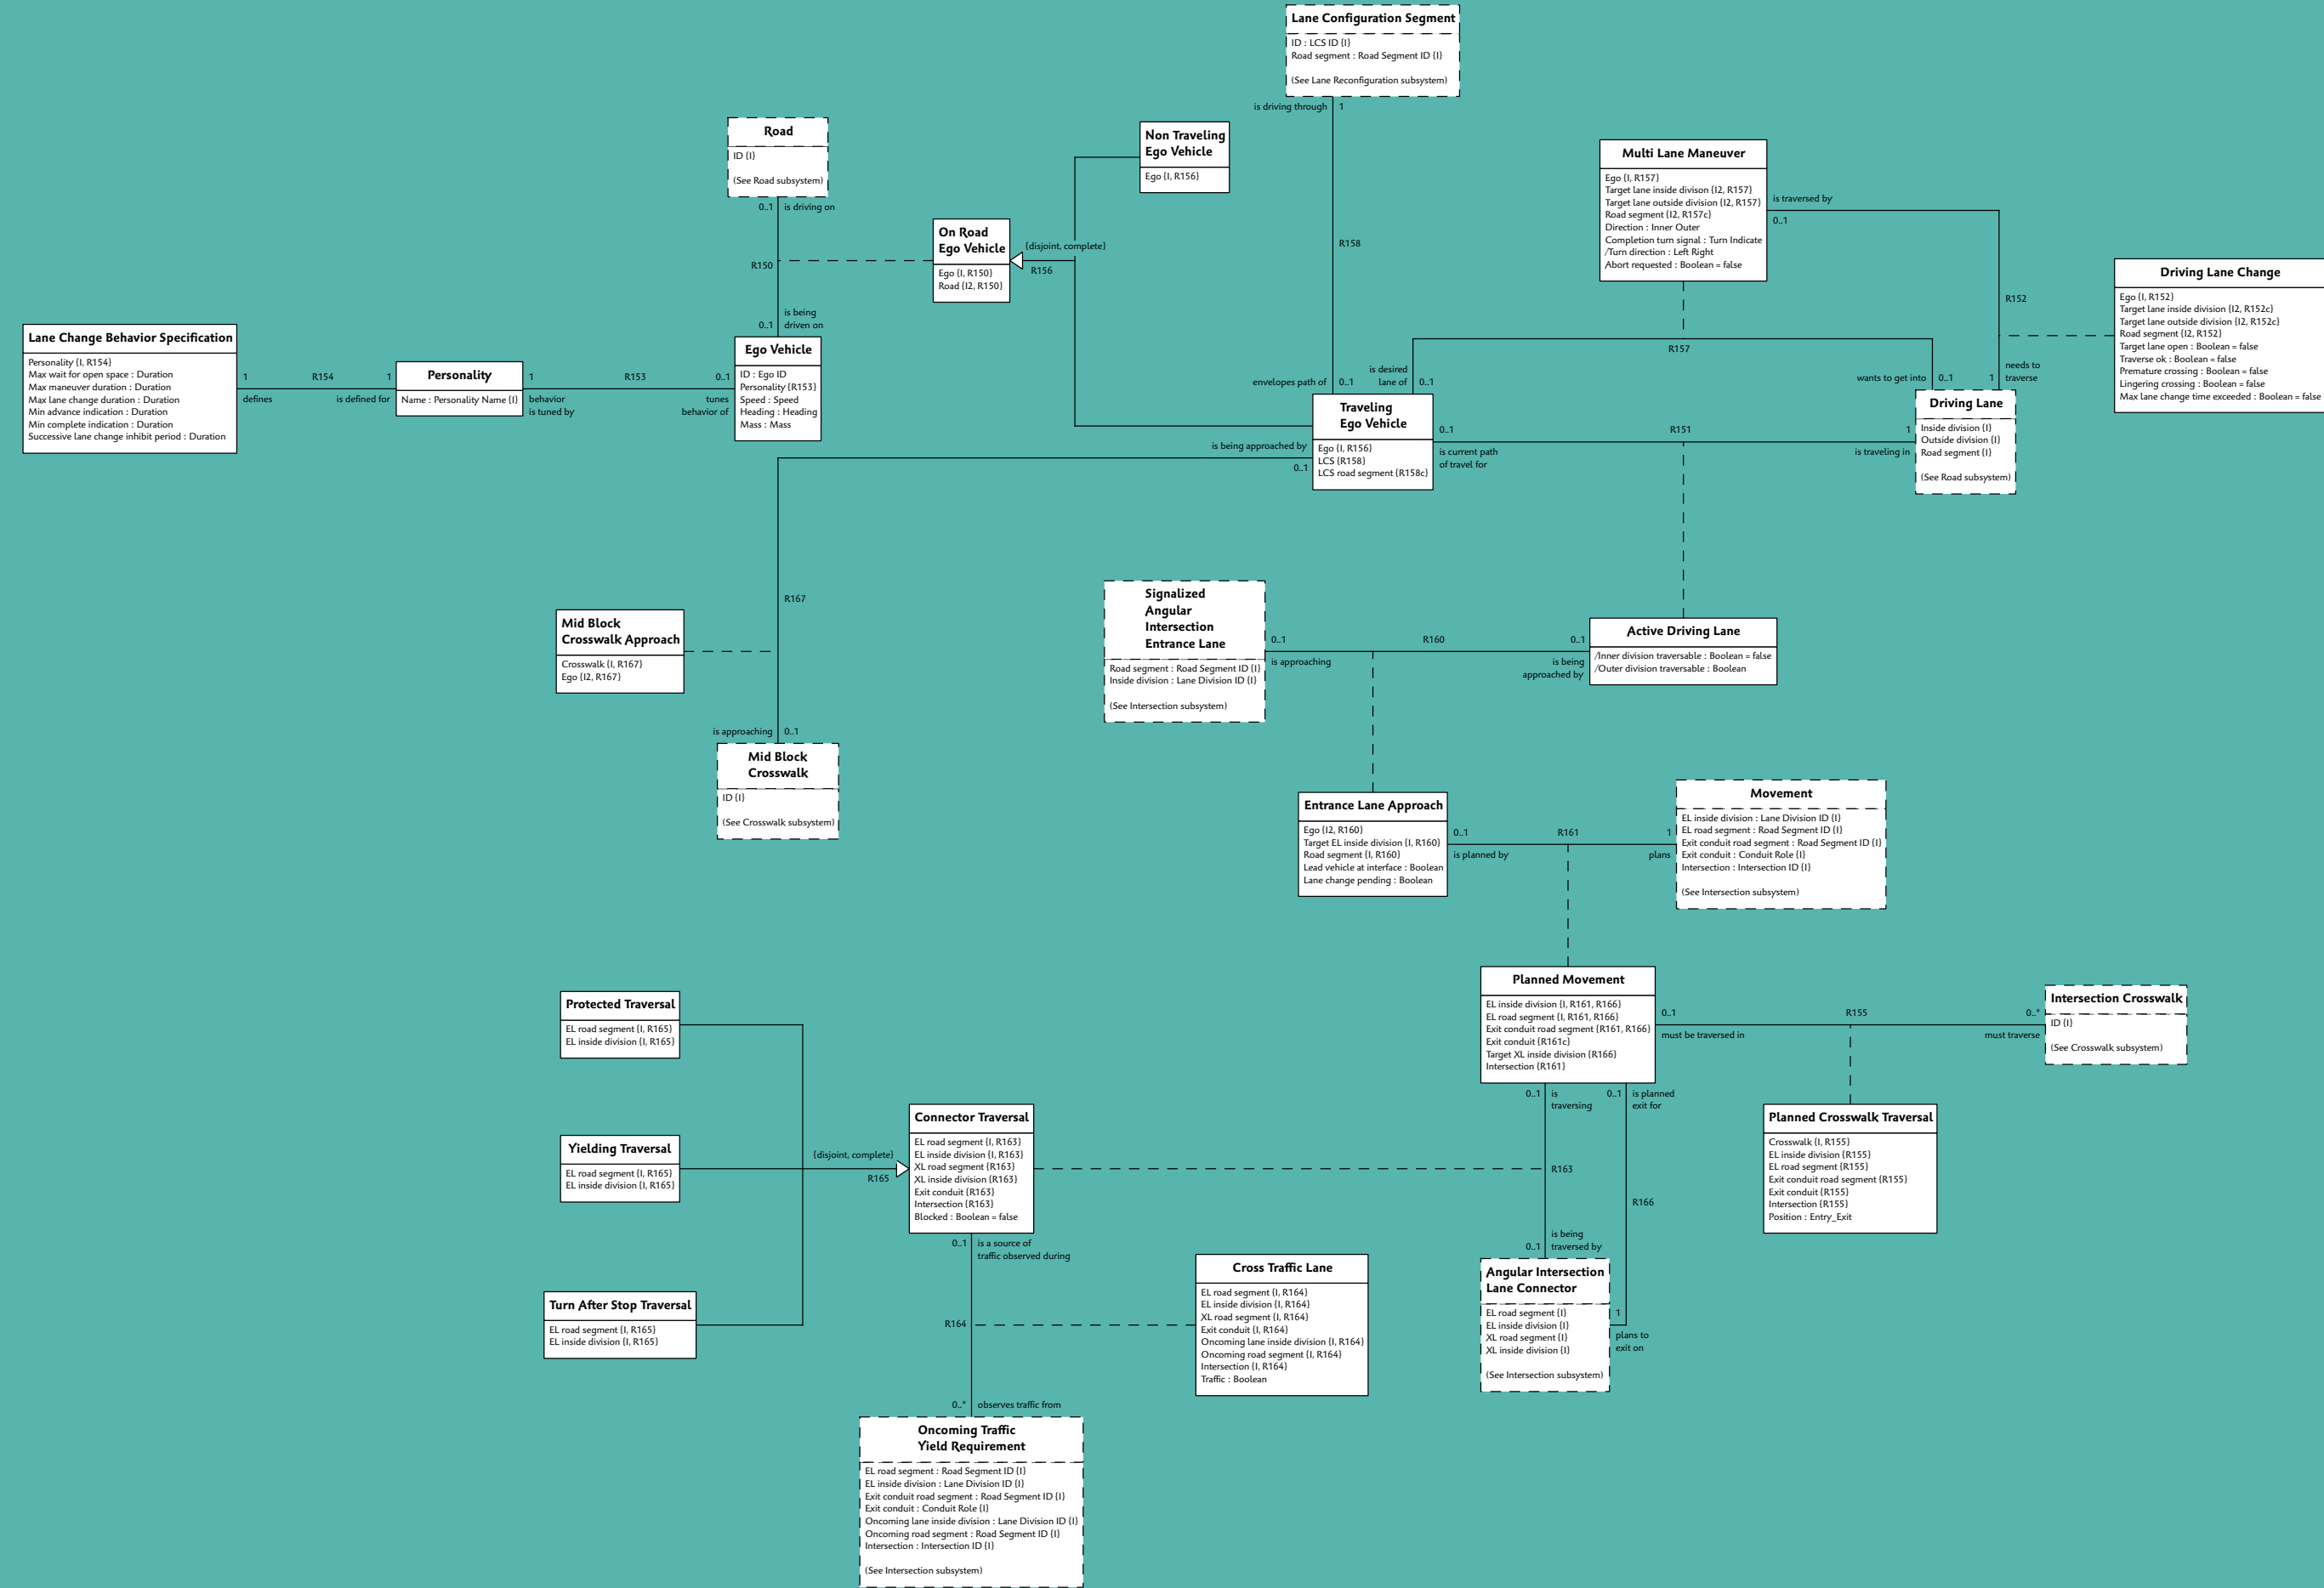 Lane Configuration Segment
ID : LCS ID {I}
Road segment : Road Segment ID {I}
(See Lane Reconfiguration subsystem)
is driving through
1
R158
envelopes path of
0..1
Road
ID {I}
(See Road subsystem)
0..1
is driving on
R150
is being
driven on
0..1
Non Traveling
Ego Vehicle
Ego {I, R156}
On Road
Ego Vehicle
Ego {I, R150}
Road {I2, R150}
{disjoint, complete}
R156
Multi Lane Maneuver
Ego {I, R157}
Target lane inside divison {I2, R157}
Target lane outside division {I2, R157}
Road segment {I2, R157c}
Direction : Inner Outer
Completion turn signal : Turn Indicate
/Turn direction : Left Right
Abort requested : Boolean = false
is traversed by
0..1
R152
needs to
traverse
1
Driving Lane Change
Ego {I, R152}
Target lane inside division {I2, R152c}
Target lane outside division {I2, R152c}
Road segment {I2, R152}
Target lane open : Boolean = false
Traverse ok : Boolean = false
Premature crossing : Boolean = false
Lingering crossing : Boolean = false
Max lane change time exceeded : Boolean = false
Lane Change Behavior Specification
Personality {I, R154}
Max wait for open space : Duration
Max maneuver duration : Duration
Max lane change duration : Duration
Min advance indication : Duration
Min complete indication : Duration
Successive lane change inhibit period : Duration
1
R154
1
defines
is defined for
Personality
Name : Personality Name {I}
1
R153
0..1
behavior
is tuned by
tunes
behavior of
Ego Vehicle
ID : Ego ID
Personality {R153}
Speed : Speed
Heading : Heading
Mass : Mass
R157
is desired
lane of
0..1
wants to get into
0..1
Traveling
Ego Vehicle
Ego {I, R156}
LCS {R158}
LCS road segment {R158c}
0..1
R151
1
is current path
of travel for
is traveling in
Driving Lane
Inside division {I}
Outside division {I}
Road segment {I}
(See Road subsystem)
is being approached by
0..1
R167
Mid Block
Crosswalk Approach
Crosswalk {I, R167}
Ego {I2, R167}
is approaching
0..1
Mid Block
Crosswalk
ID {I}
(See Crosswalk subsystem)
Signalized
Angular
Intersection
Entrance Lane
Road segment : Road Segment ID {I}
Inside division : Lane Division ID {I}
(See Intersection subsystem)
0..1
R160
0..1
is approaching
is being
approached by
Active Driving Lane
/Inner division traversable : Boolean = false
/Outer division traversable : Boolean
Entrance Lane Approach
Ego {I2, R160}
Target EL inside division {I, R160}
Road segment {I, R160}
Lead vehicle at interface : Boolean
Lane change pending : Boolean
0..1
R161
1
is planned by
plans
Movement
EL inside division : Lane Division ID {I}
EL road segment : Road Segment ID {I}
Exit conduit road segment : Road Segment ID {I}
Exit conduit : Conduit Role {I}
Intersection : Intersection ID {I}
(See Intersection subsystem)
Planned Movement
EL inside division {I, R161, R166}
EL road segment {I, R161, R166}
Exit conduit road segment {R161, R166}
Exit conduit {R161c}
Target XL inside division {R166}
Intersection {R161}
0..1
R155
0..*
must be traversed in
must traverse
Intersection Crosswalk
ID {I}
(See Crosswalk subsystem)
Planned Crosswalk Traversal
Crosswalk {I, R155}
EL inside division {R155}
EL road segment {R155}
Exit conduit road segment {R155}
Exit conduit {R155}
Intersection {R155}
Position : Entry_Exit
0..1
is
traversing
0..1
is planned
exit for
R163
R166
is being
traversed by
0..1
Angular Intersection
Lane Connector
EL road segment {I}
EL inside division {I}
XL road segment {I}
XL inside division {I}
(See Intersection subsystem)
1
plans to
exit on
Protected Traversal
EL road segment {I, R165}
EL inside division {I, R165}
Yielding Traversal
EL road segment {I, R165}
EL inside division {I, R165}
Turn After Stop Traversal
EL road segment {I, R165}
EL inside division {I, R165}
{disjoint, complete}
R165
Connector Traversal
EL road segment {I, R163}
EL inside division {I, R163}
XL road segment {R163}
XL inside division {R163}
Exit conduit {R163}
Intersection {R163}
Blocked : Boolean = false
0..1
is a source of
traffic observed during
R164
Cross Traffic Lane
EL road segment {I, R164}
EL inside division {I, R164}
XL road segment {I, R164}
Exit conduit {I, R164}
Oncoming lane inside division {I, R164}
Oncoming road segment {I, R164}
Intersection {I, R164}
Traffic : Boolean
0..*
observes traffic from
Oncoming Traffic
Yield Requirement
EL road segment : Road Segment ID {I}
EL inside division : Lane Division ID {I}
Exit conduit road segment : Road Segment ID {I}
Exit conduit : Conduit Role {I}
Oncoming lane inside division : Lane Division ID {I}
Oncoming road segment : Road Segment ID {I}
Intersection : Intersection ID {I}
(See Intersection subsystem)